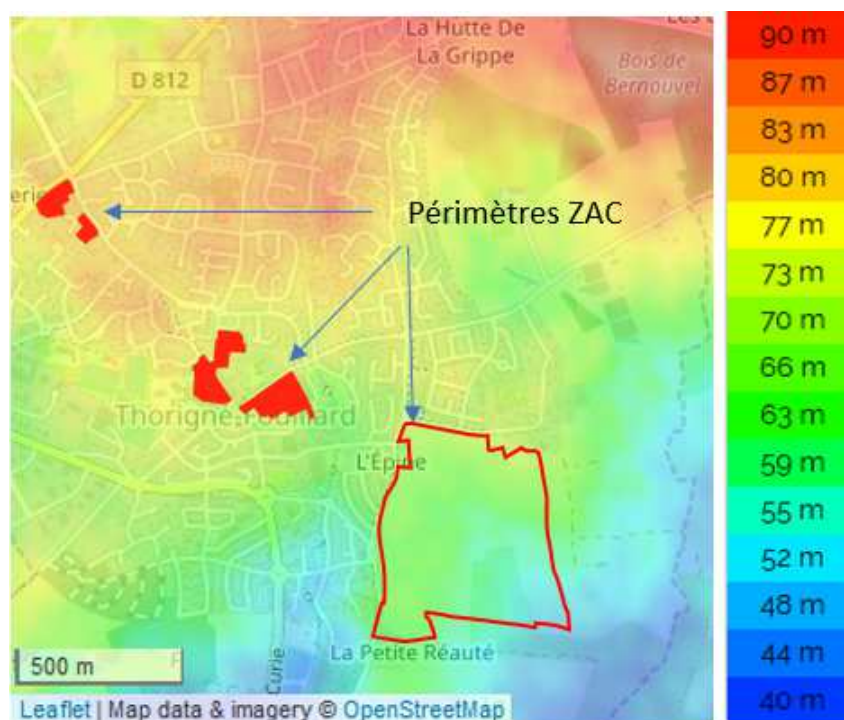 La Hutte De
La Grippe
Bois de
Bernouvel
D 812
Périmètres ZAC
Thorigné-Fouillard
L'Épine
La Petite Réauté
Curie
500 m
Leaflet | Map data & imagery © OpenStreetMap
90 m
87 m
83 m
80 m
77 m
73 m
70 m
66 m
63 m
59 m
55 m
52 m
48 m
44 m
40 m